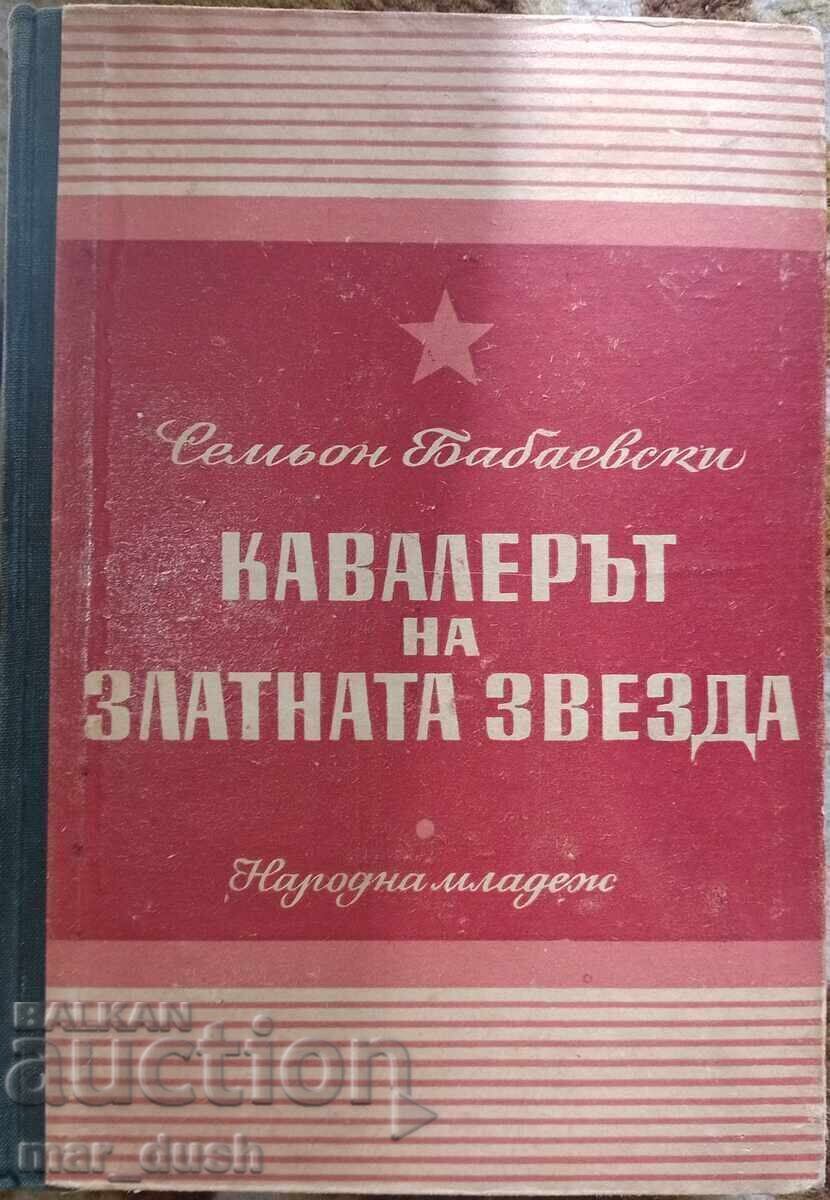 Семьон Бабаевски
КАВАЛЕРЪТ
НА
ЗЛАТНАТА ЗВЕЗДА
Народна младеж
BALKAN
auction
mar_dush